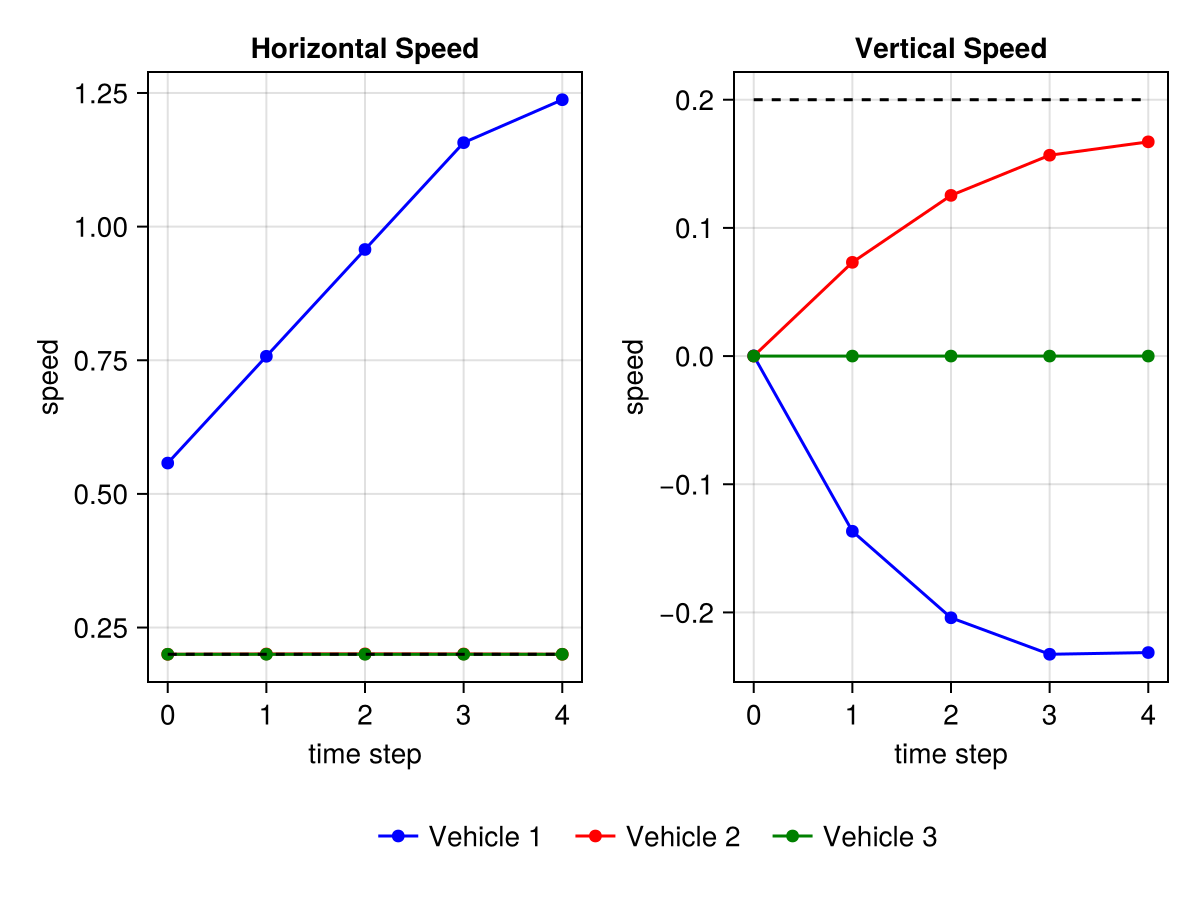 Horizontal Speed
1.25
1.00
0.75
0.50
0.25
speed
0 1 2 3 4
time step
Vertical Speed
0.2
0.1
0.0
−0.1
−0.2
speed
0 1 2 3 4
time step
Vehicle 1 Vehicle 2 Vehicle 3